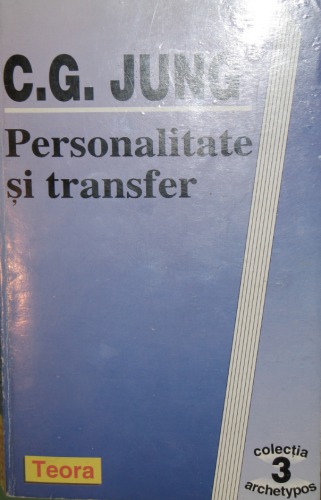 C.G. JUNG
Personalitate
și transfer
Teora
colecția
3
archetypos